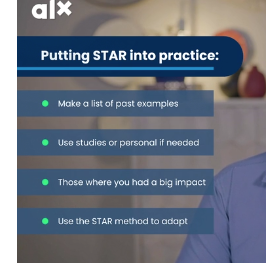 alx
Putting STAR into practice:
Make a list of past examples
Use studies or personal if needed
Those where you had a big impact
Use the STAR method to adapt